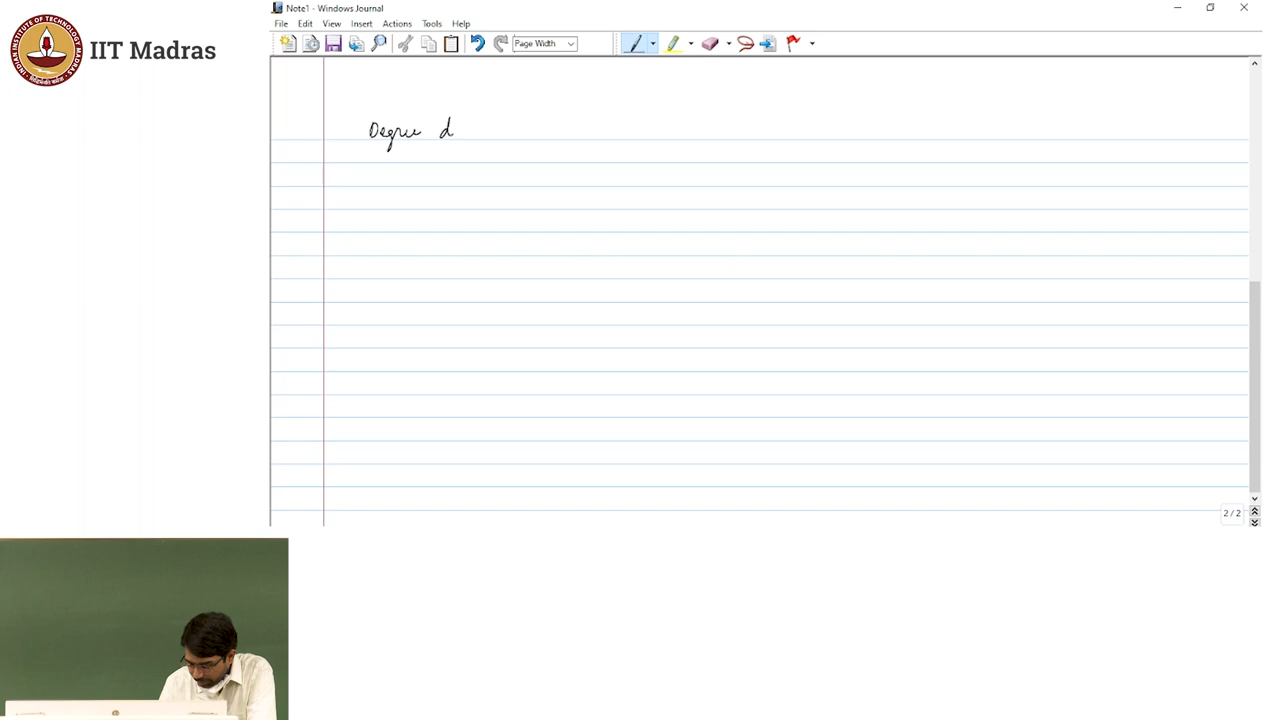 Note1 - Windows Journal
IIT Madras
File Edit View Insert Actions Tools Help
Page Width
Degree d
2 / 2